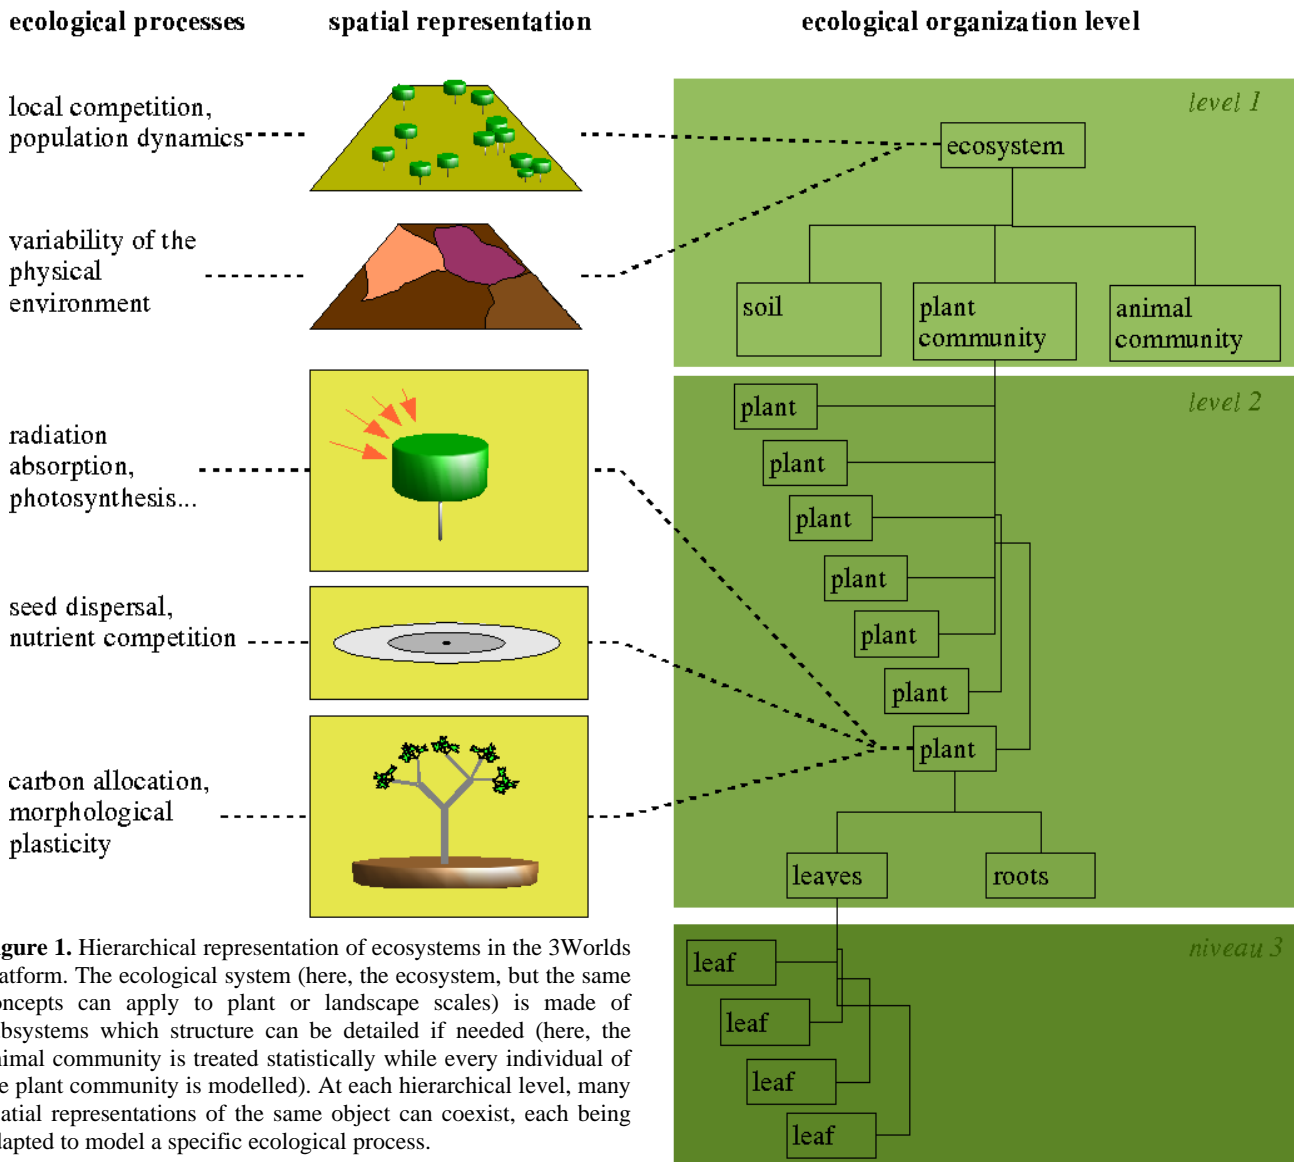 ecological processes
spatial representation
ecological organization level
local competition,
population dynamics
variability of the
physical
environment
radiation
absorption,
photosynthesis...
seed dispersal,
nutrient competition
carbon allocation,
morphological
plasticity
level 1
ecosystem
soil
plant
community
animal
community
level 2
plant
plant
plant
plant
plant
plant
plant
leaves
roots
niveau 3
leaf
leaf
leaf
leaf
igure 1. Hierarchical representation of ecosystems in the 3Worlds
latform. The ecological system (here, the ecosystem, but the same
oncepts can apply to plant or landscape scales) is made of
ubsystems which structure can be detailed if needed (here, the
nimal community is treated statistically while every individual of
e plant community is modelled). At each hierarchical level, many
patial representations of the same object can coexist, each being
dapted to model a specific ecological process.